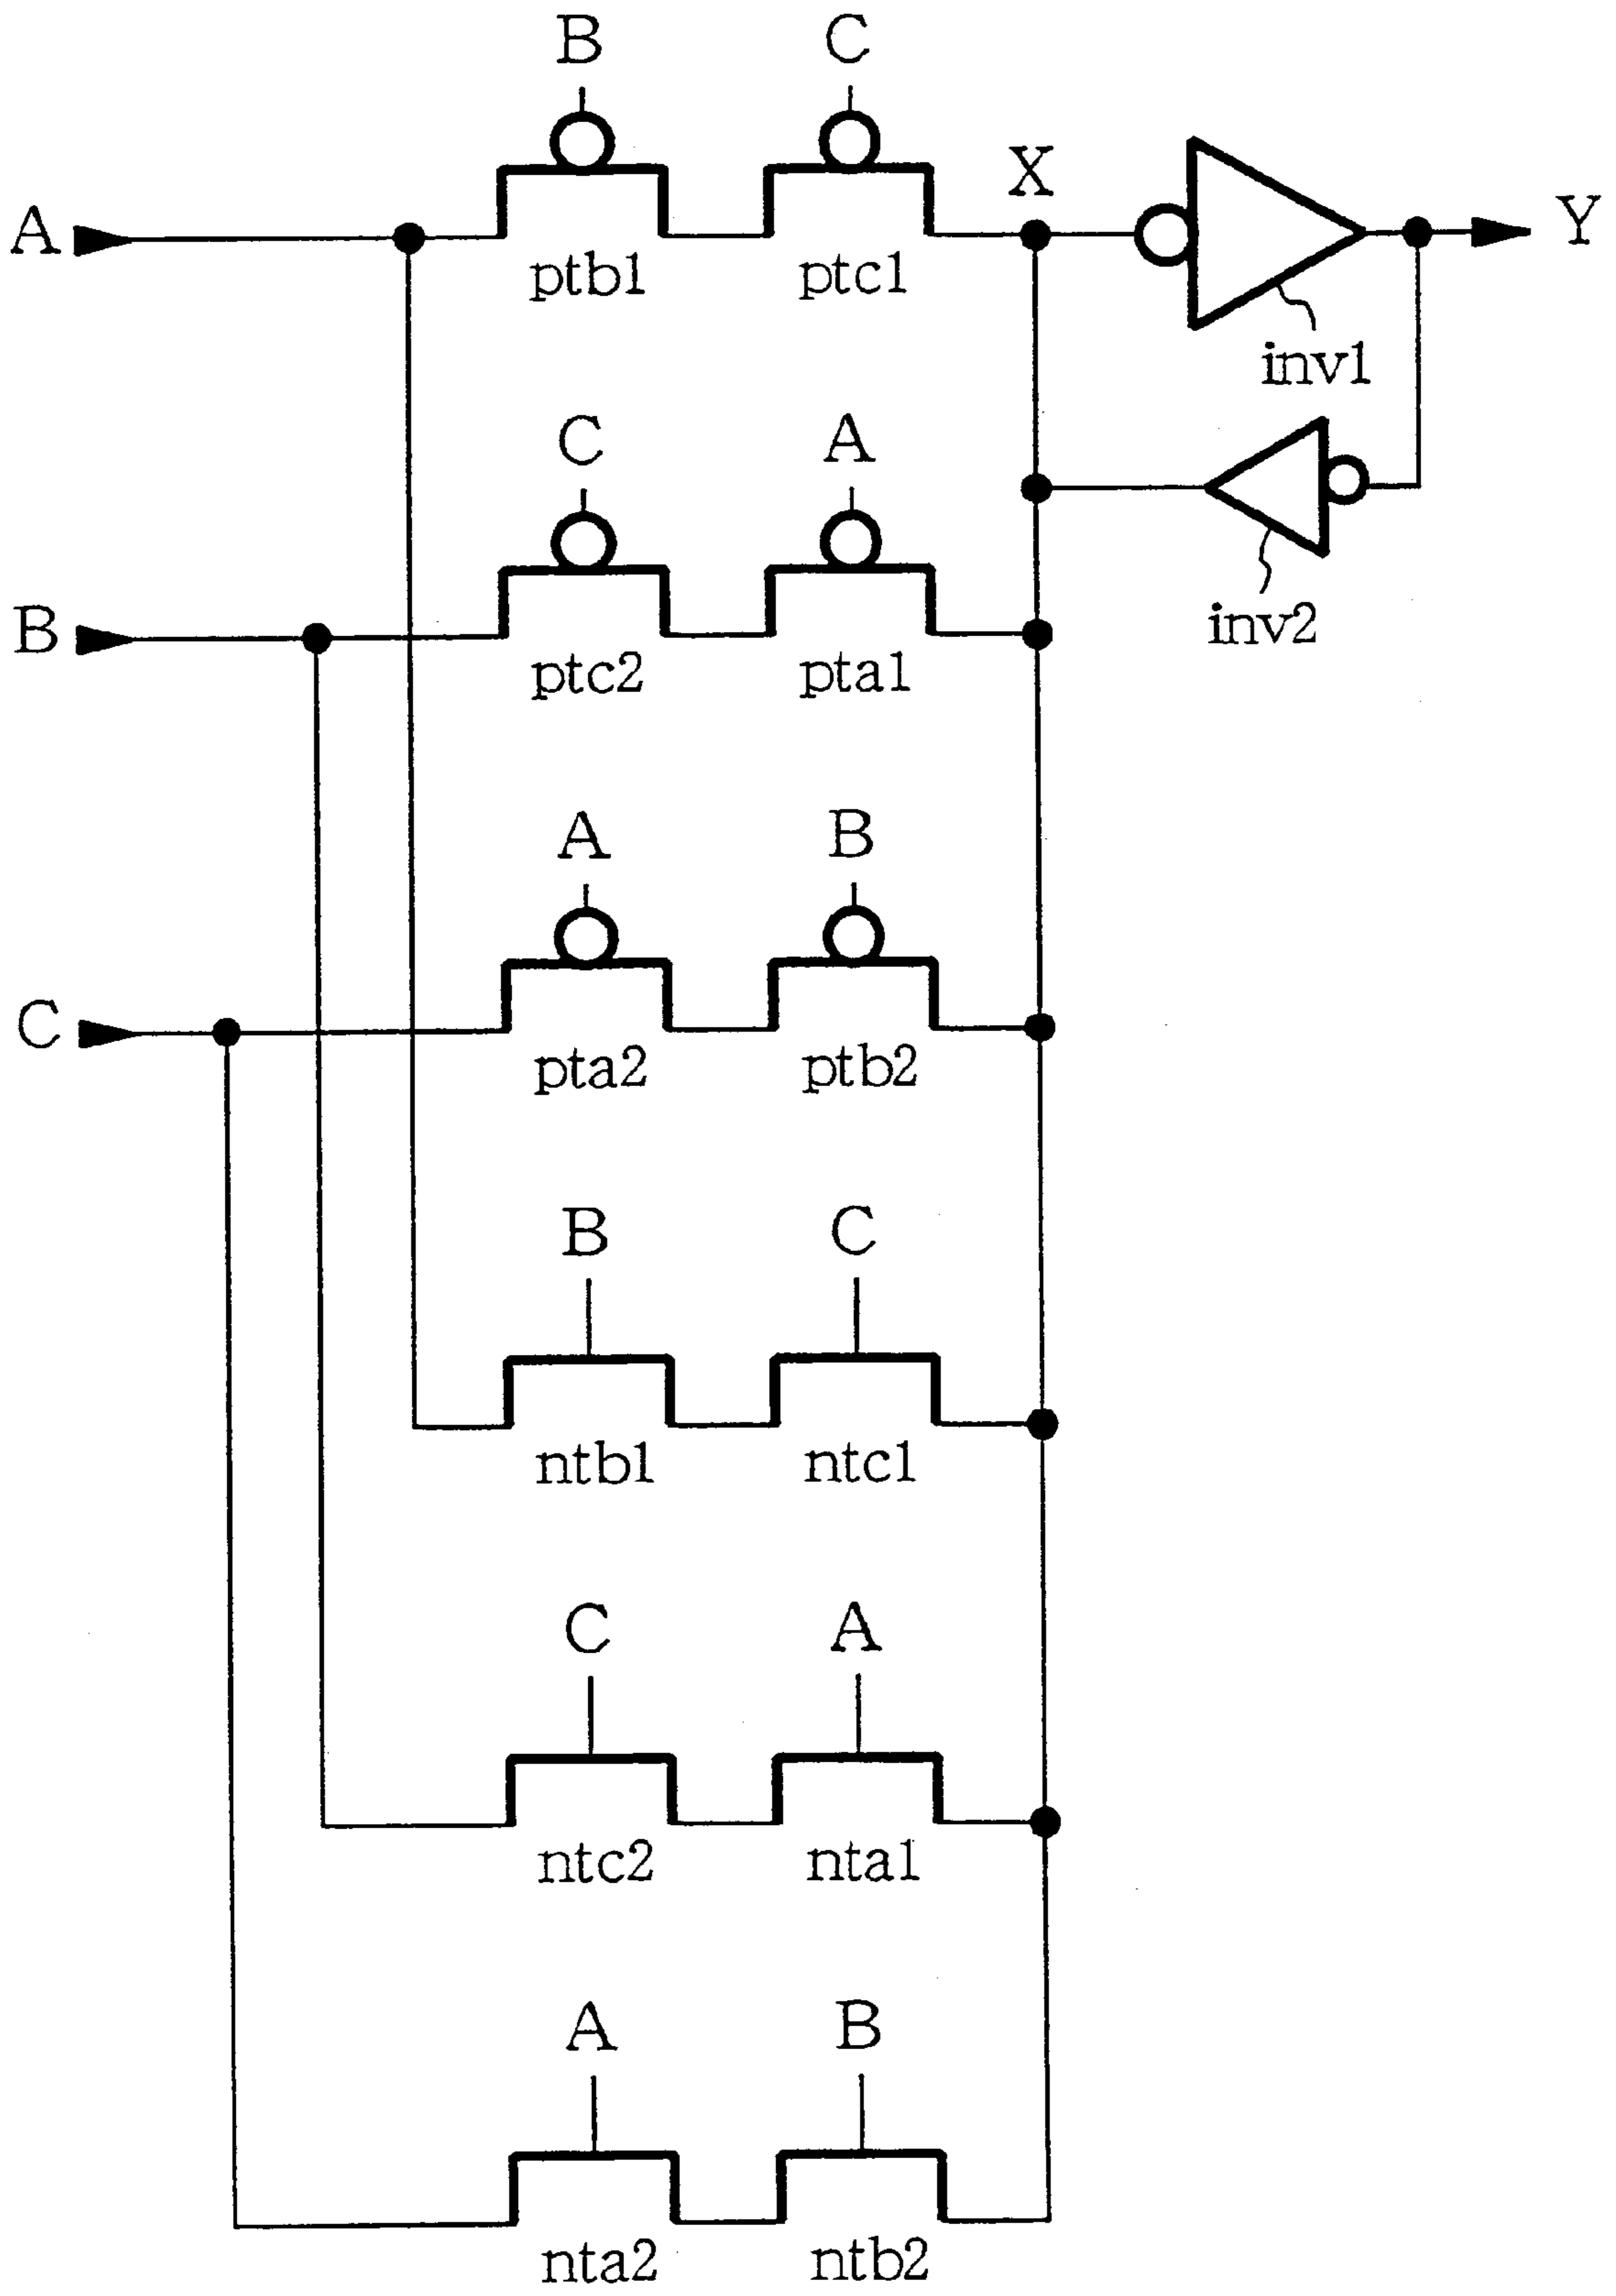 B C
X
A Y
ptb1 ptc1
inv1
C A
B
inv2
ptc2 pta1
A B
C
pta2 ptb2
B C
ntb1 ntc1
C A
ntc2 nta1
A B
nta2 ntb2